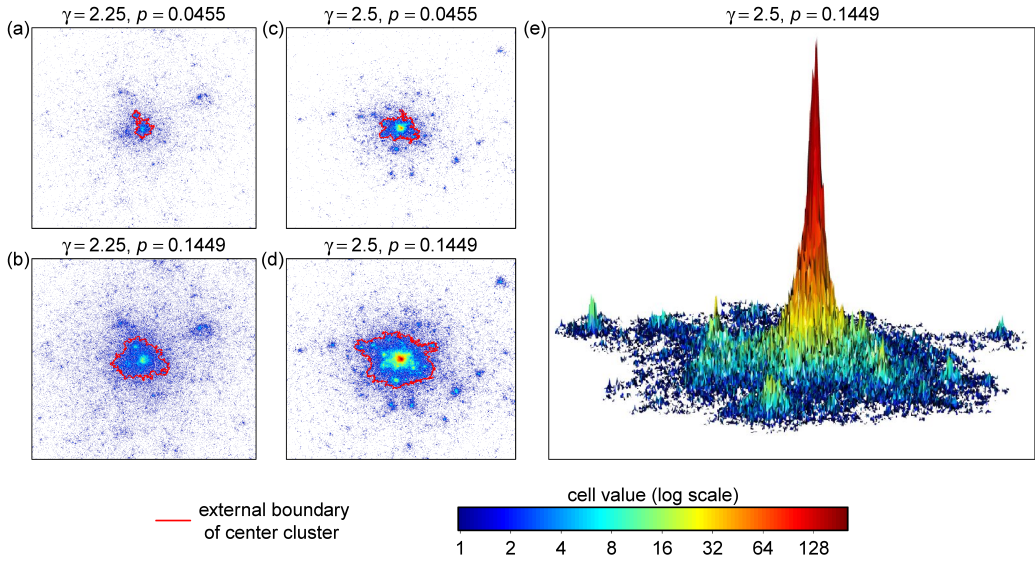 (a)
γ = 2.25, p = 0.0455
(c)
γ = 2.5, p = 0.0455
(e)
γ = 2.5, p = 0.1449
(b)
γ = 2.25, p = 0.1449
(d)
γ = 2.5, p = 0.1449
external boundary
of center cluster
cell value (log scale)
1 2 4 8 16 32 64 128